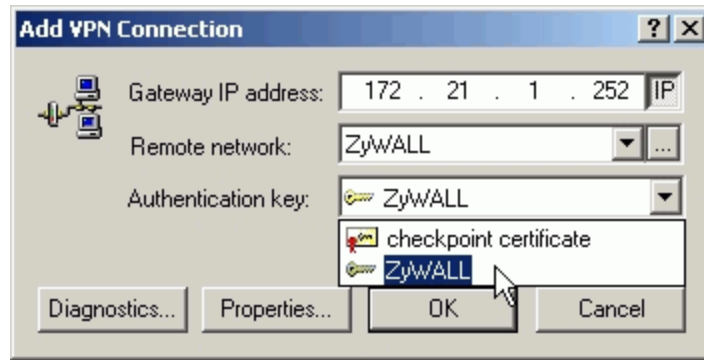 Add VPN Connection ? X
Gateway IP address: 172 . 21 . 1 . 252 IP
Remote network: ZyWALL ...
Authentication key: ZyWALL
checkpoint certificate
ZyWALL
Diagnostics... Properties... OK Cancel